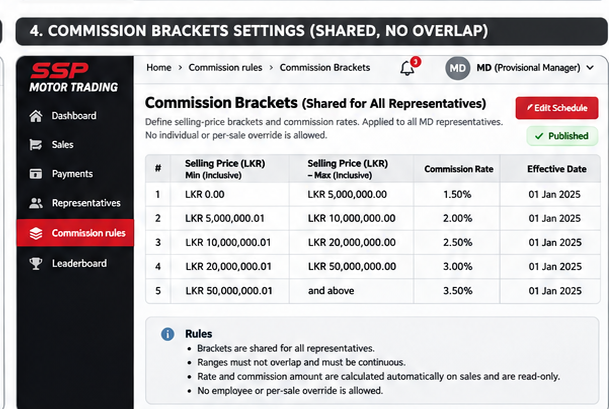 4. COMMISSION BRACKETS SETTINGS (SHARED, NO OVERLAP)
SSP
MOTOR TRADING
Home > Commission rules > Commission Brackets
3
MD
MD (Provisional Manager)
Dashboard
Sales
Payments
Representatives
Commission rules
Leaderboard
Commission Brackets (Shared for All Representatives)
Define selling-price brackets and commission rates. Applied to all MD representatives.
No individual or per-sale override is allowed.
Edit Schedule
Published
# Selling Price (LKR) Min (Inclusive) Selling Price (LKR) – Max (Inclusive) Commission Rate Effective Date
1 LKR 0.00 LKR 5,000,000.00 1.50% 01 Jan 2025
2 LKR 5,000,000.01 LKR 10,000,000.00 2.00% 01 Jan 2025
3 LKR 10,000,000.01 LKR 20,000,000.00 2.50% 01 Jan 2025
4 LKR 20,000,000.01 LKR 50,000,000.00 3.00% 01 Jan 2025
5 LKR 50,000,000.01 and above 3.50% 01 Jan 2025
Rules
• Brackets are shared for all representatives.
• Ranges must not overlap and must be continuous.
• Rate and commission amount are calculated automatically on sales and are read-only.
• No employee or per-sale override is allowed.